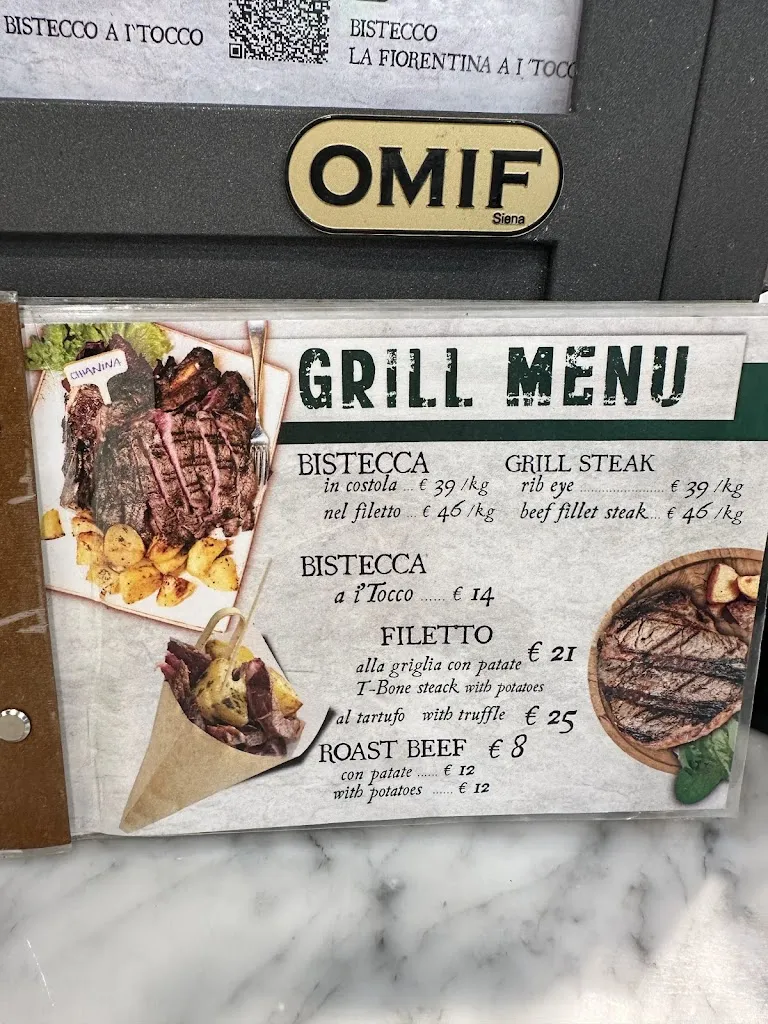 BISTECCO A I'TOCCO
BISTECCO
LA FIORENTINA A I 'TOCC
OMIF
Siena
CHIANINA
GRILL MENU
BISTECCA
in costola ... € 39 /kg
nel filetto ... € 46 /kg
GRILL STEAK
rib eye ...................... € 39 /kg
beef fillet steak... € 46 /kg
BISTECCA
a i'Tocco ...... € 14
FILETTO
alla griglia con patate € 21
T-Bone steack with potatoes
al tartufo with truffle € 25
ROAST BEEF € 8
con patate ...... € 12
with potatoes ...... € 12